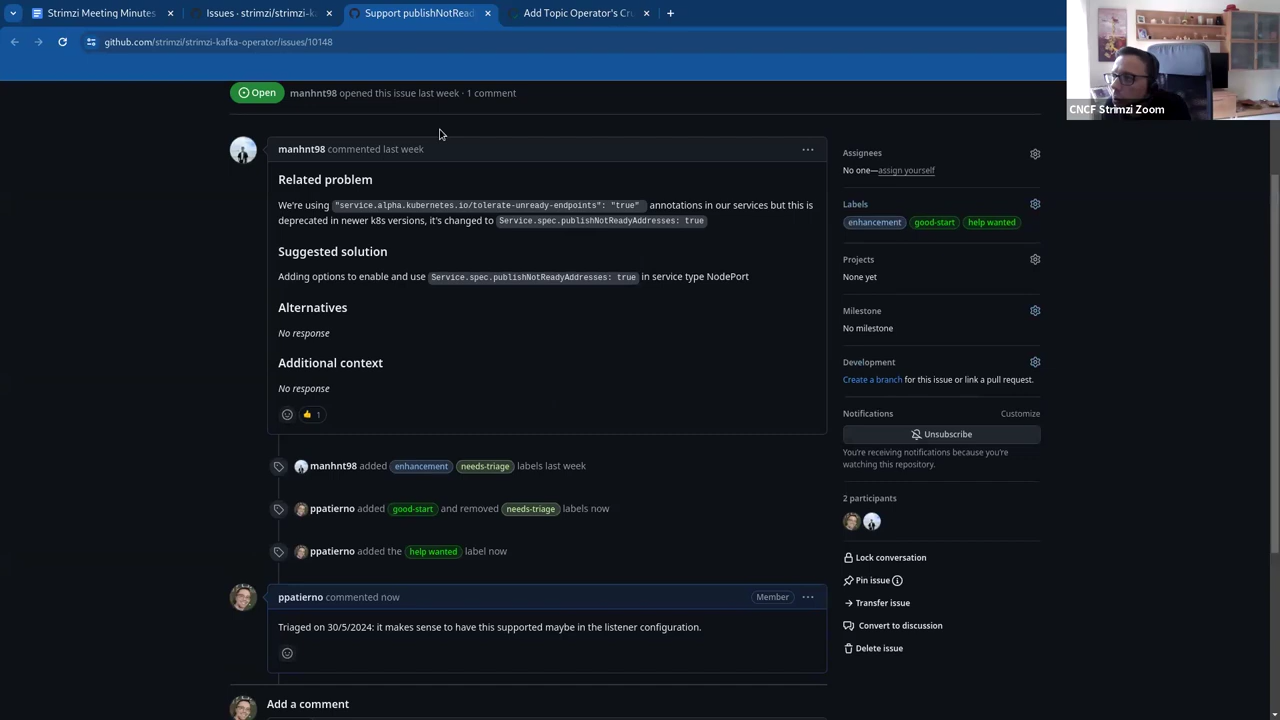 Strimzi Meeting Minutes
Issues · strimzi/strimzi-ka
Support publishNotRead
Add Topic Operator's Cru
github.com/strimzi/strimzi-kafka-operator/issues/10148
CNCF Strimzi Zoom
Open
manhnt98 opened this issue last week · 1 comment
manhnt98 commented last week
Related problem
We're using "service.alpha.kubernetes.io/tolerate-unready-endpoints": "true" annotations in our services but this is
deprecated in newer k8s versions, it's changed to Service.spec.publishNotReadyAddresses: true
Suggested solution
Adding options to enable and use Service.spec.publishNotReadyAddresses: true in service type NodePort
Alternatives
No response
Additional context
No response
1
manhnt98 added enhancement needs-triage labels last week
ppatierno added good-start and removed needs-triage labels now
ppatierno added the help wanted label now
ppatierno commented now
Member
Triaged on 30/5/2024: it makes sense to have this supported maybe in the listener configuration.
Add a comment
Assignees
No one—assign yourself
Labels
enhancement good-start help wanted
Projects
None yet
Milestone
No milestone
Development
Create a branch for this issue or link a pull request.
Notifications
Customize
Unsubscribe
You're receiving notifications because you're
watching this repository.
2 participants
Lock conversation
Pin issue
Transfer issue
Convert to discussion
Delete issue